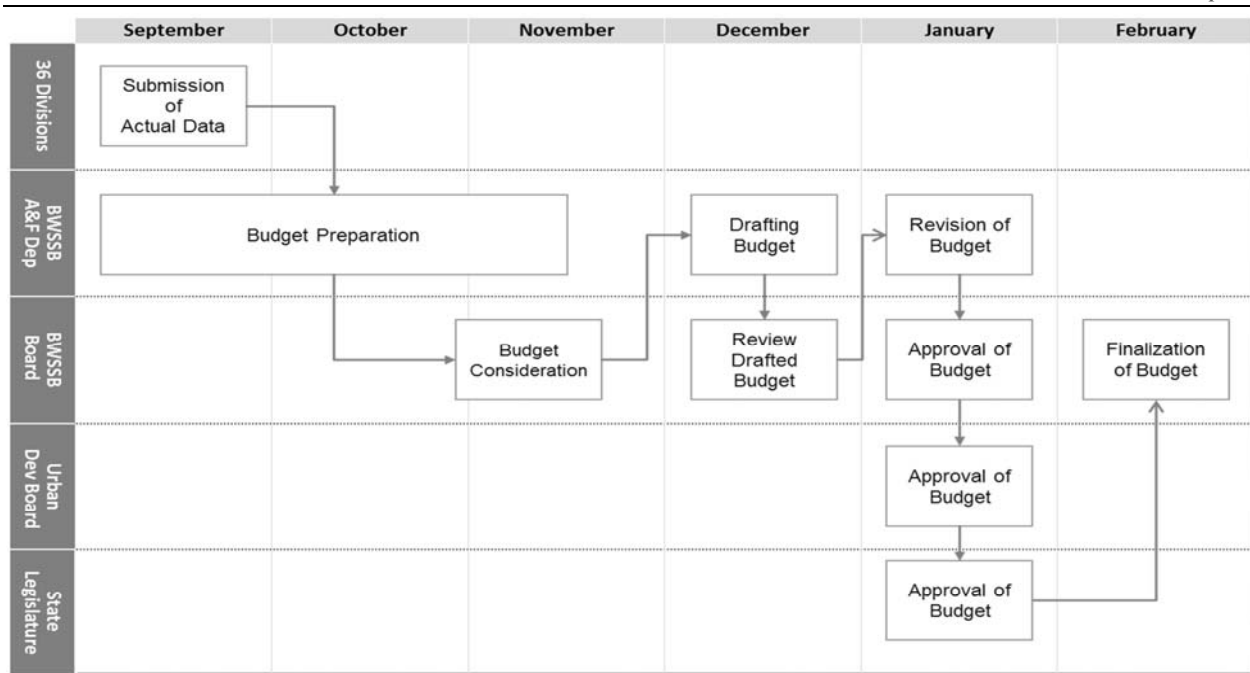 September October November December January February
36 Divisions
Submission
of
Actual Data
BWSSB
A&F Dep
Budget Preparation
Drafting
Budget
Revision of
Budget
BWSSB
Board
Budget
Consideration
Review
Drafted
Budget
Approval of
Budget
Finalization
of Budget
Urban
Dev Board
Approval of
Budget
State
Legislature
Approval of
Budget